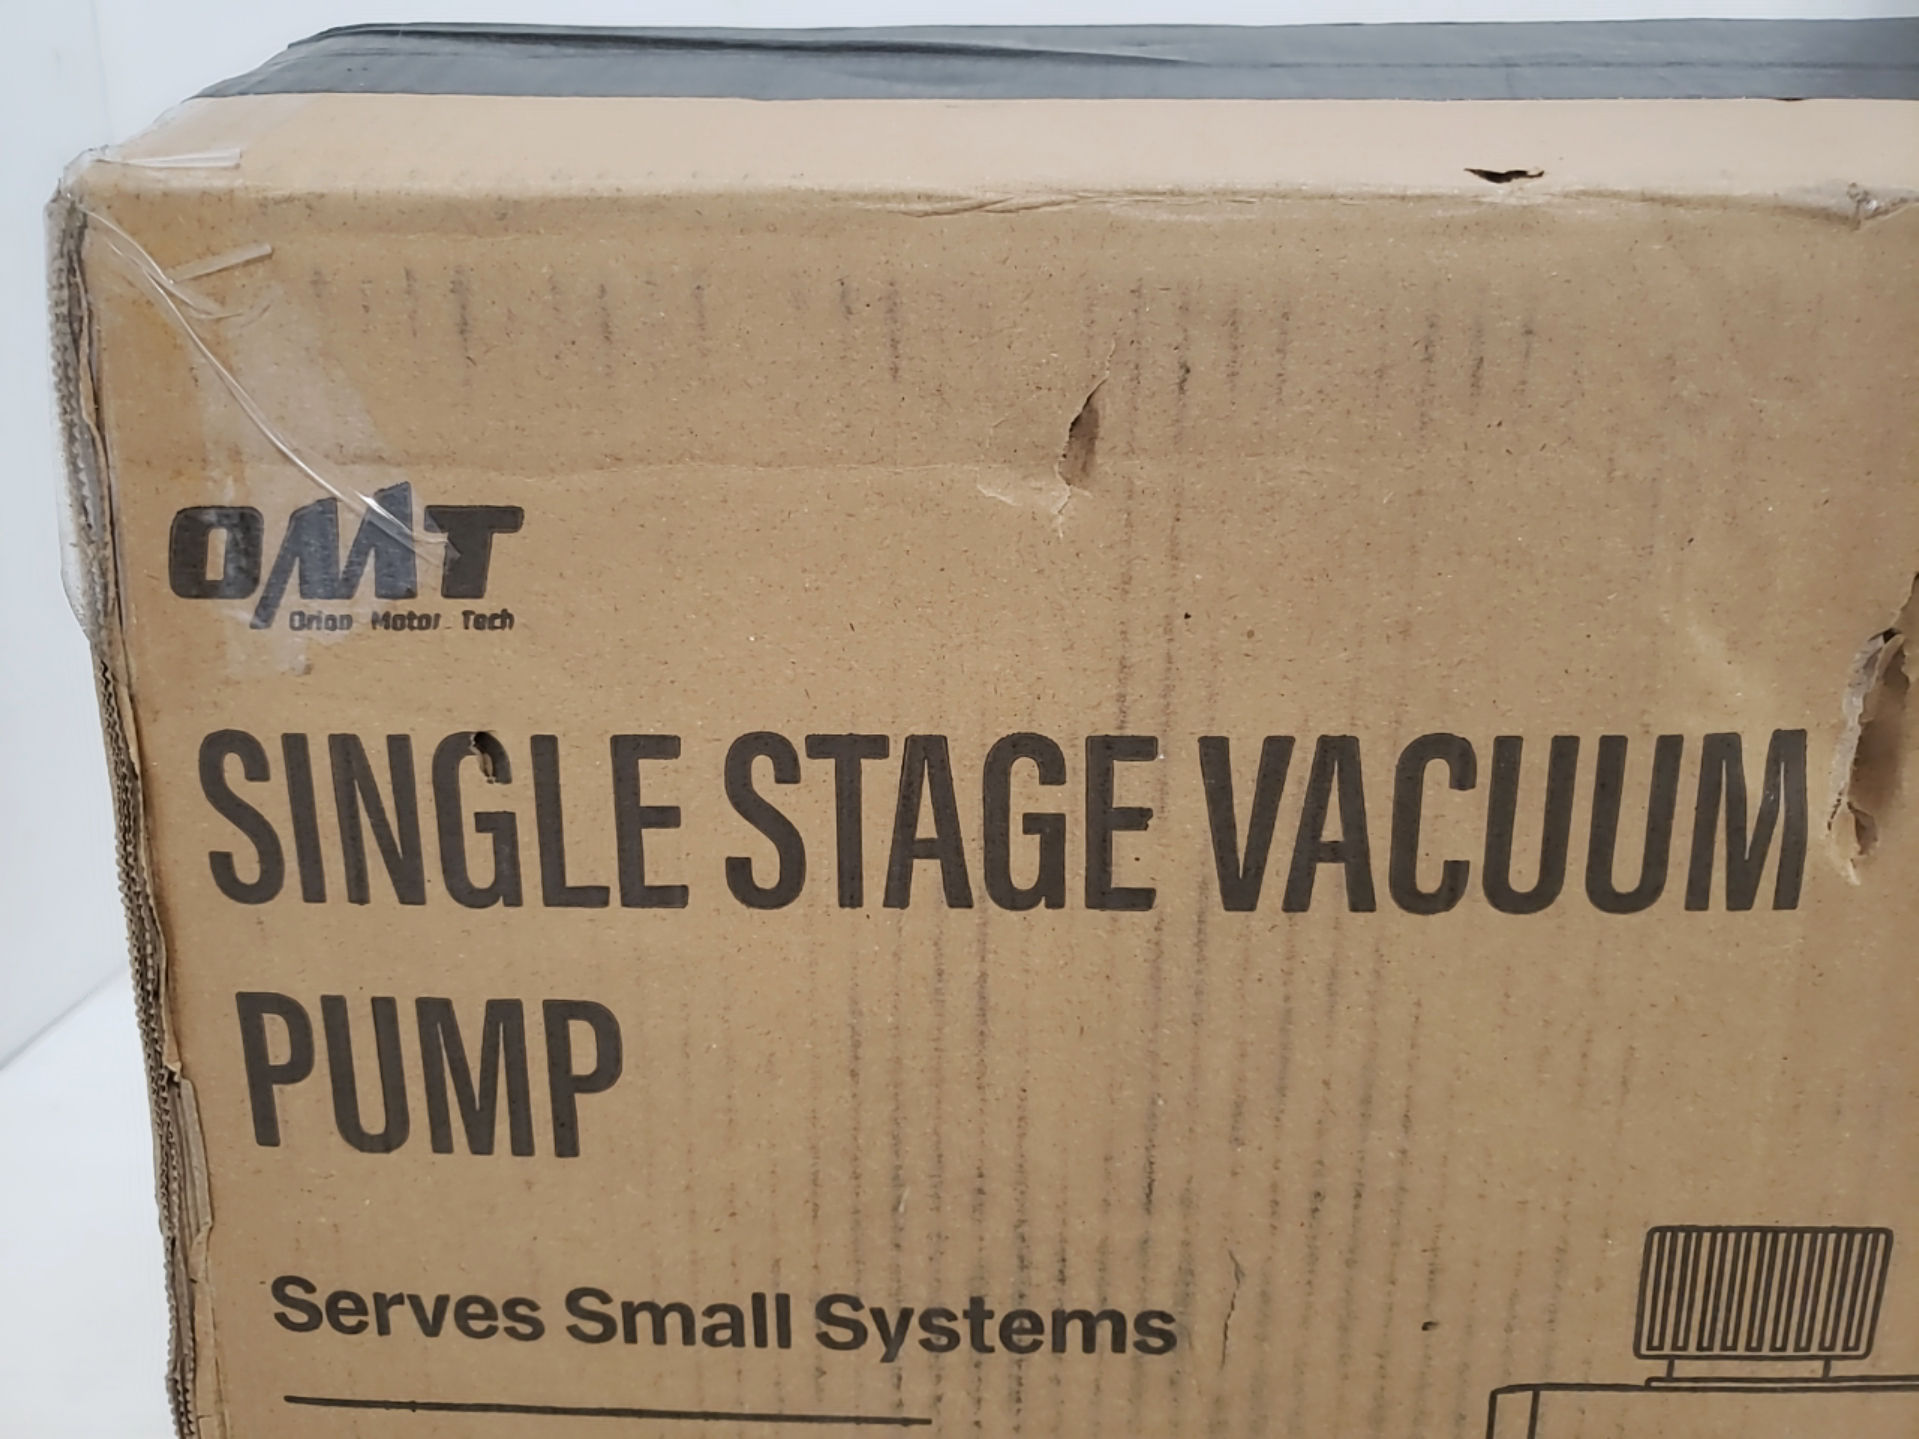 OMT
Orion Motor Tech
SINGLE STAGE VACUUM
PUMP
Serves Small Systems